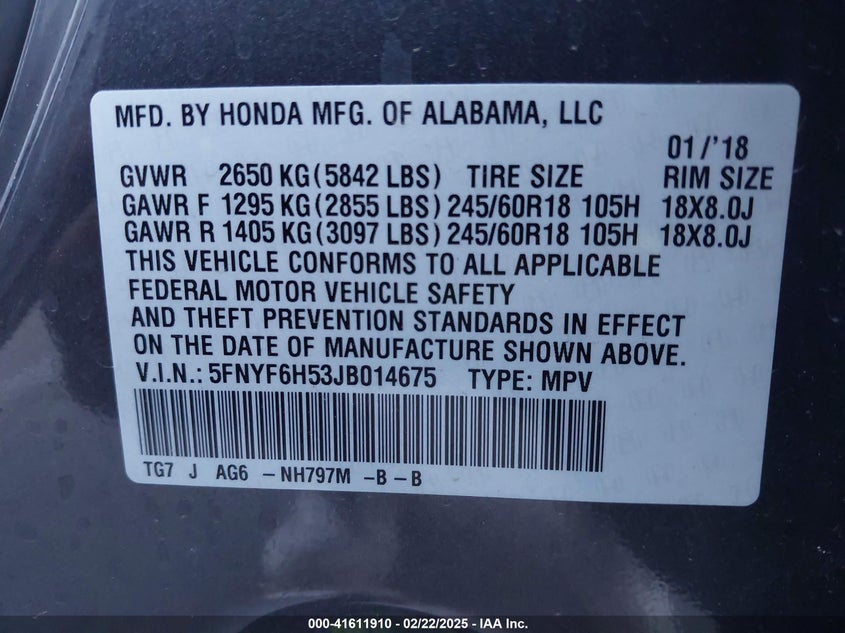 MFD. BY HONDA MFG. OF ALABAMA, LLC
01/'18
GVWR 2650 KG(5842 LBS) TIRE SIZE RIM SIZE
GAWR F 1295 KG(2855 LBS) 245/60R18 105H 18X8.0J
GAWR R 1405 KG(3097 LBS) 245/60R18 105H 18X8.0J
THIS VEHICLE CONFORMS TO ALL APPLICABLE
FEDERAL MOTOR VEHICLE SAFETY
AND THEFT PREVENTION STANDARDS IN EFFECT
ON THE DATE OF MANUFACTURE SHOWN ABOVE.
V.I.N.: 5FNYF6H53JB014675 TYPE: MPV
TG7 J AG6 -NH797M -B-B
000-41611910 - 02/22/2025 - IAA Inc.